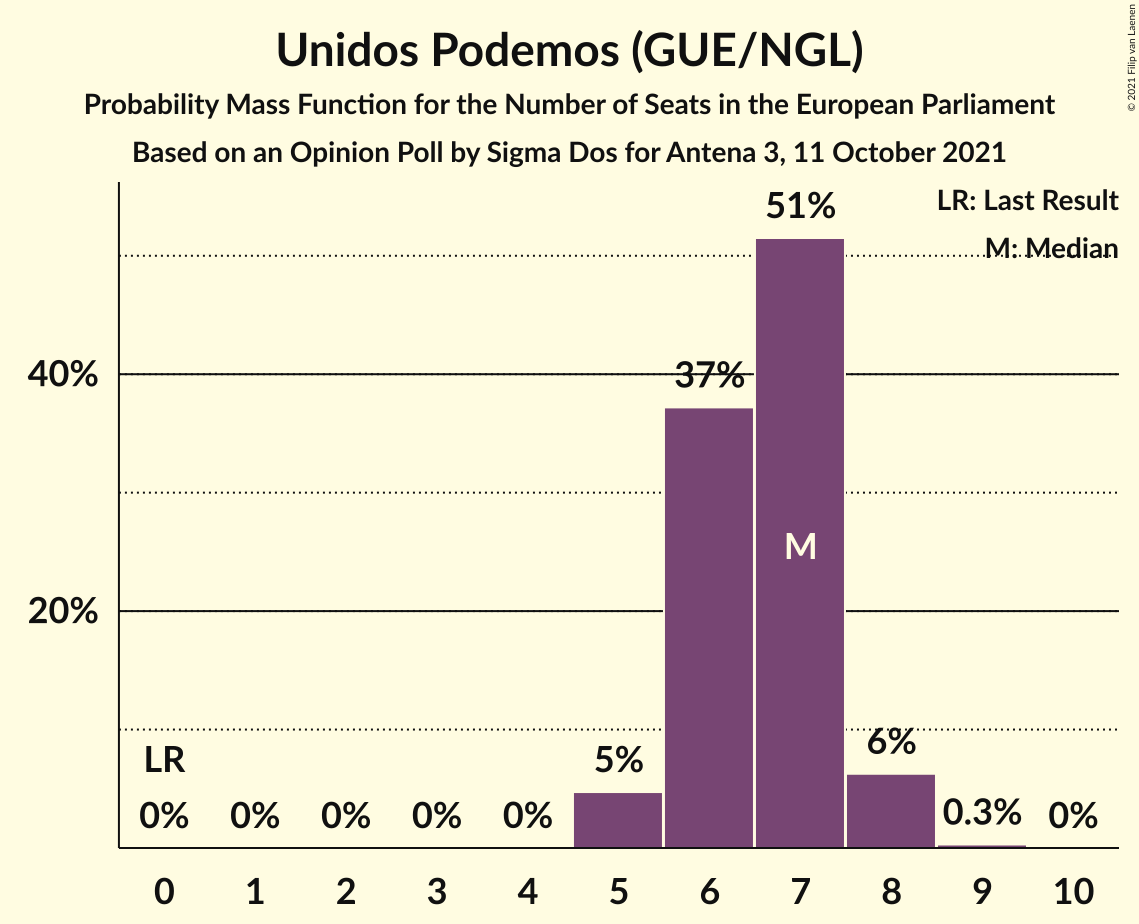 © 2021 Filip van Laenen
Unidos Podemos (GUE/NGL)
Probability Mass Function for the Number of Seats in the European Parliament
Based on an Opinion Poll by Sigma Dos for Antena 3, 11 October 2021
LR: Last Result
M: Median
51%
40%
37%
M
20%
LR
5%
6%
0%
0%
0%
0%
0%
0.3%
0%
0 1 2 3 4 5 6 7 8 9 10